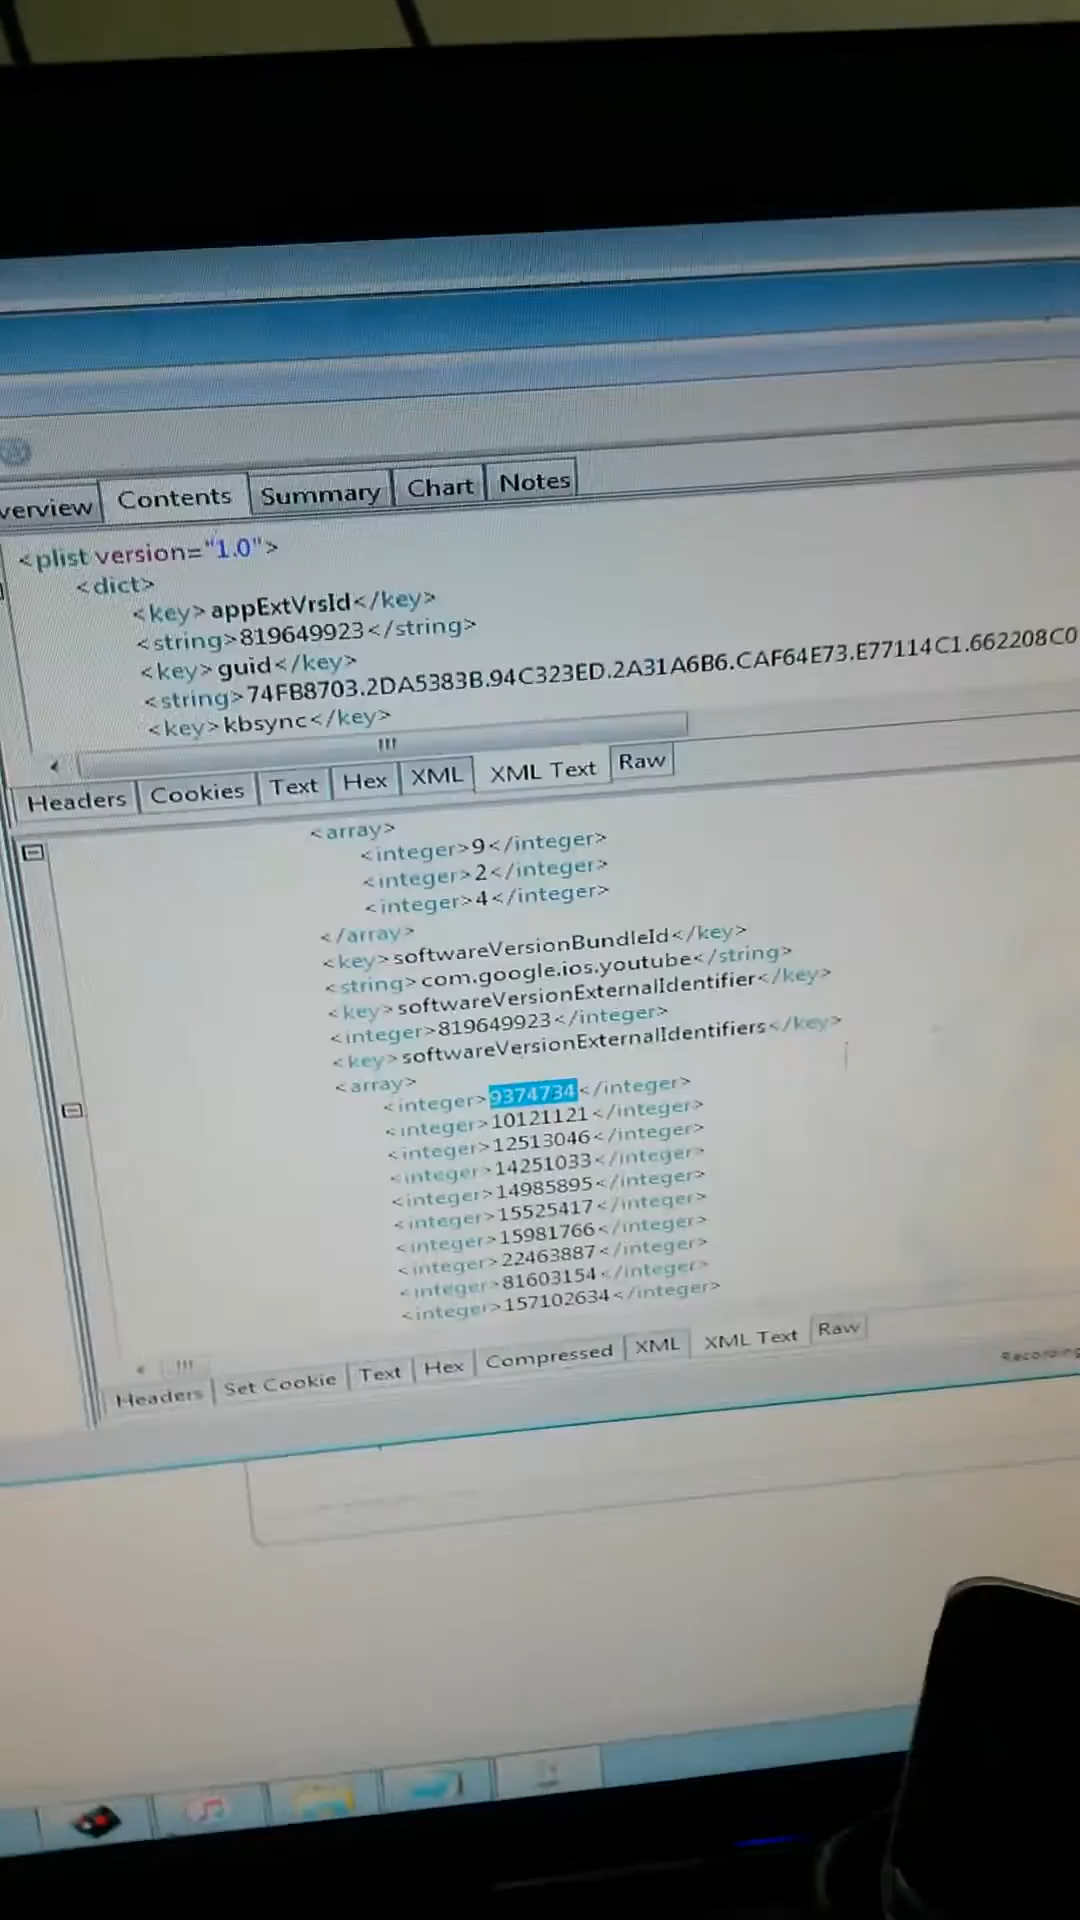 Contents Summary Chart Notes
<plist version="1.0">
<dict>
<key>appExtVrsId</key>
<string>819649923</string>
<key>guid</key>
<string>74FB8703.2DA5383B.94C323ED.2A31A6B6.CAF64E73.E77114C1.662208C0
<key>kbsync</key>
Headers Cookies Text Hex XML XML Text Raw
<array>
<integer>9</integer>
<integer>2</integer>
<integer>4</integer>
</array>
<key>softwareVersionBundleId</key>
<string>com.google.ios.youtube</string>
<key>softwareVersionExternalIdentifier</key>
<integer>819649923</integer>
<key>softwareVersionExternalIdentifiers</key>
<array>
<integer>9374734</integer>
<integer>10121121</integer>
<integer>12513046</integer>
<integer>14251033</integer>
<integer>14985895</integer>
<integer>15525417</integer>
<integer>15981766</integer>
<integer>22463887</integer>
<integer>81603154</integer>
<integer>157102634</integer>
Headers Set Cookie Text Hex Compressed XML XML Text Raw
Recording